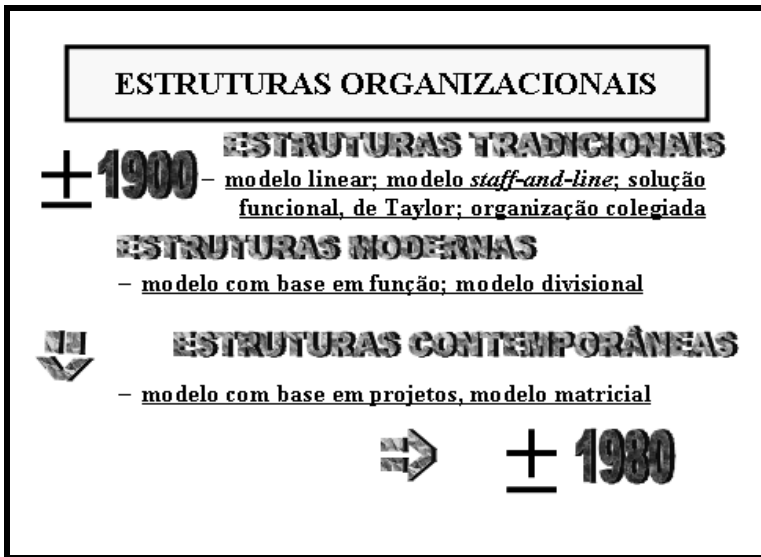 ESTRUTURAS ORGANIZACIONAIS
ESTRUTURAS TRADICIONAIS
± 1900 – modelo linear; modelo staff-and-line; solução
funcional, de Taylor; organização colegiada
ESTRUTURAS MODERNAS
– modelo com base em função; modelo divisional
ESTRUTURAS CONTEMPORÂNEAS
– modelo com base em projetos, modelo matricial
± 1980